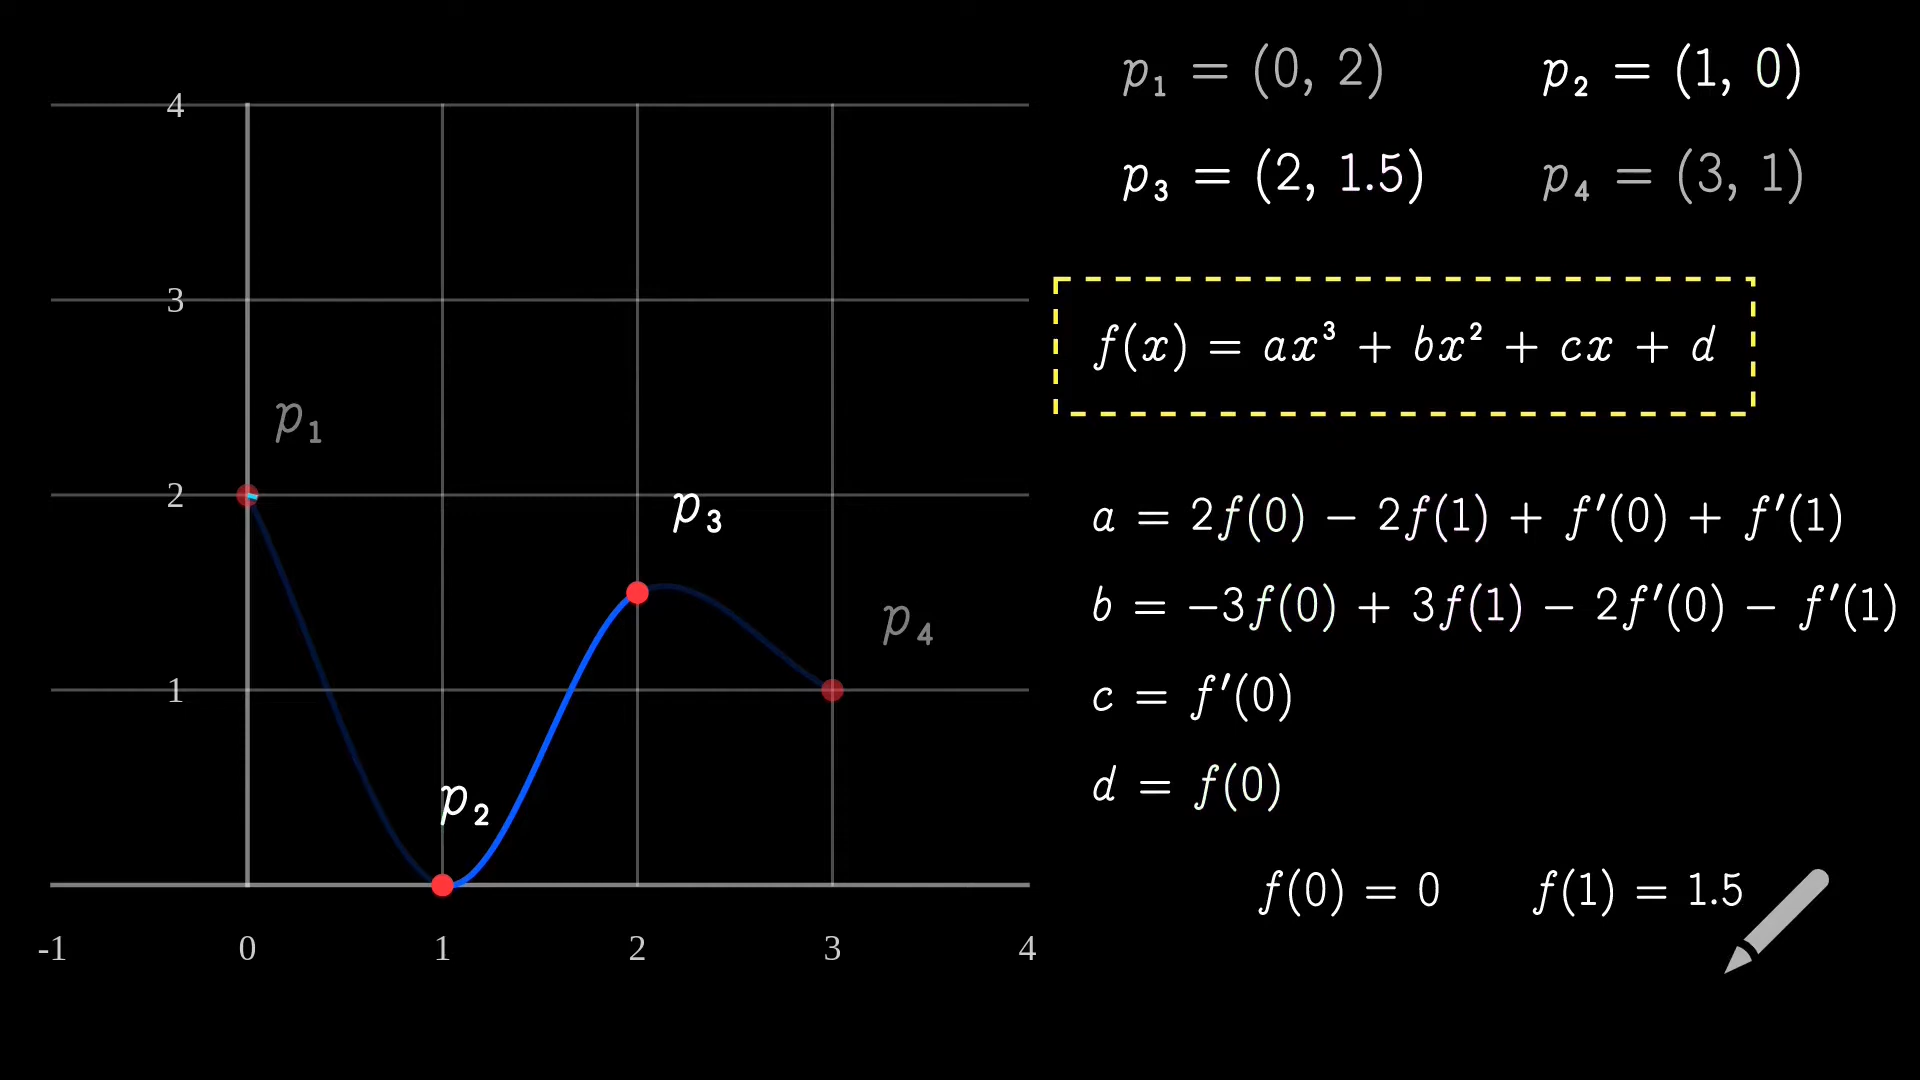 p₁ = (0, 2)
p₂ = (1, 0)
p₃ = (2, 1.5)
p₄ = (3, 1)
f(x) = ax³ + bx² + cx + d
a = 2f(0) − 2f(1) + f′(0) + f′(1)
b = −3f(0) + 3f(1) − 2f′(0) − f′(1)
c = f′(0)
d = f(0)
f(0) = 0
f(1) = 1.5
4
3
2
1
p₁
p₃
p₄
p₂
-1
0
1
2
3
4